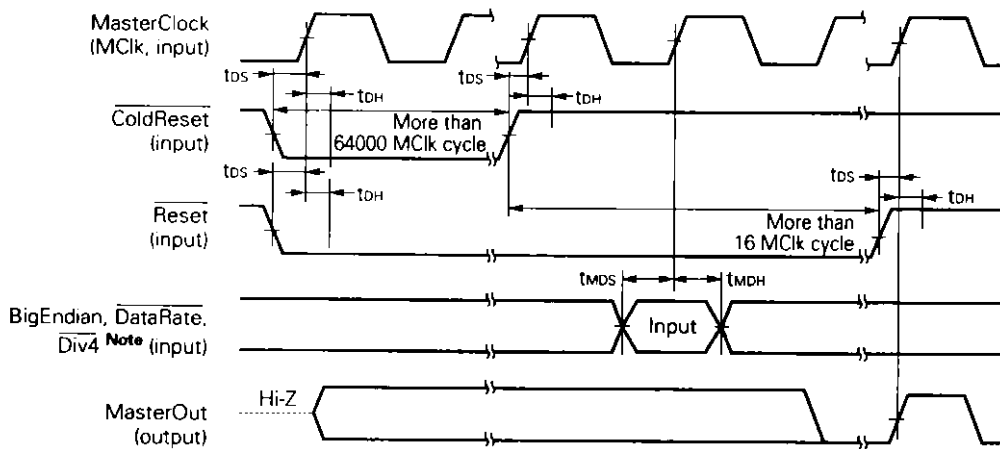 MasterClock
(MClk, input)
tDS
tDH
tDH
ColdReset
(input)
More than
64000 MClk cycle
tDS
tDH
tDS
tDH
Reset
(input)
More than
16 MClk cycle
tMDS
tMDH
BigEndian, DataRate,
Div4 Note (input)
Input
Hi-Z
MasterOut
(output)